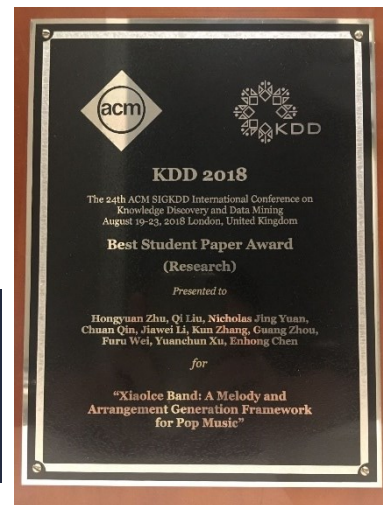 acm
KDD
KDD 2018
The 24th ACM SIGKDD International Conference on
Knowledge Discovery and Data Mining
August 19-23, 2018 London, United Kingdom
Best Student Paper Award
(Research)
Presented to
Hongyuan Zhu, Qi Liu, Nicholas Jing Yuan,
Chuan Qin, Jiawei Li, Kun Zhang, Guang Zhou,
Furu Wei, Yuanchun Xu, Enhong Chen
for
“XiaoIce Band: A Melody and
Arrangement Generation Framework
for Pop Music”